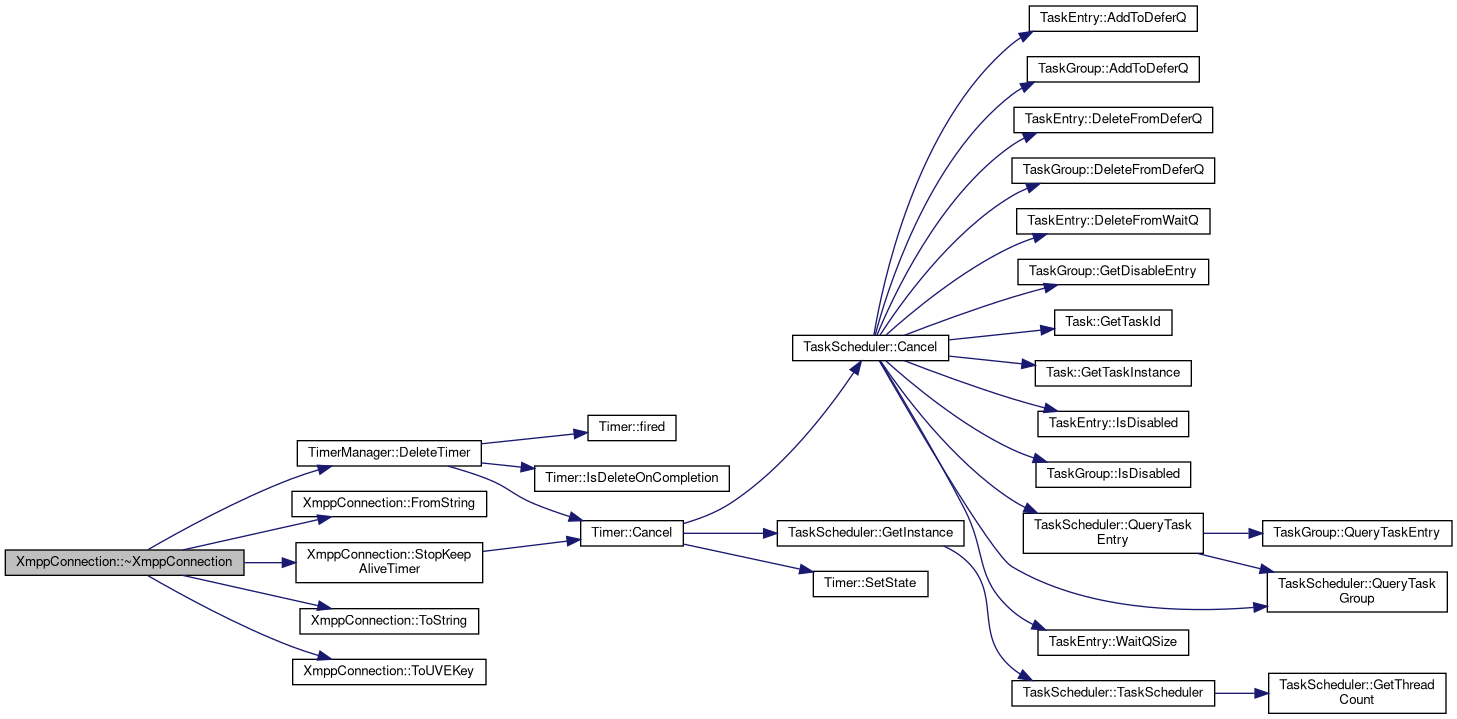 TaskEntry::AddToDeferQ
TaskGroup::AddToDeferQ
TaskEntry::DeleteFromDeferQ
TaskGroup::DeleteFromDeferQ
TaskEntry::DeleteFromWaitQ
TaskGroup::GetDisableEntry
Task::GetTaskId
TaskScheduler::Cancel
Task::GetTaskInstance
TaskEntry::IsDisabled
Timer::fired
TimerManager::DeleteTimer
TaskGroup::IsDisabled
Timer::IsDeleteOnCompletion
XmppConnection::FromString
TaskScheduler::QueryTask
Entry
Timer::Cancel
TaskScheduler::GetInstance
TaskGroup::QueryTaskEntry
XmppConnection::~XmppConnection
XmppConnection::StopKeep
AliveTimer
Timer::SetState
TaskScheduler::QueryTask
Group
XmppConnection::ToString
TaskEntry::WaitQSize
XmppConnection::ToUVEKey
TaskScheduler::TaskScheduler
TaskScheduler::GetThread
Count